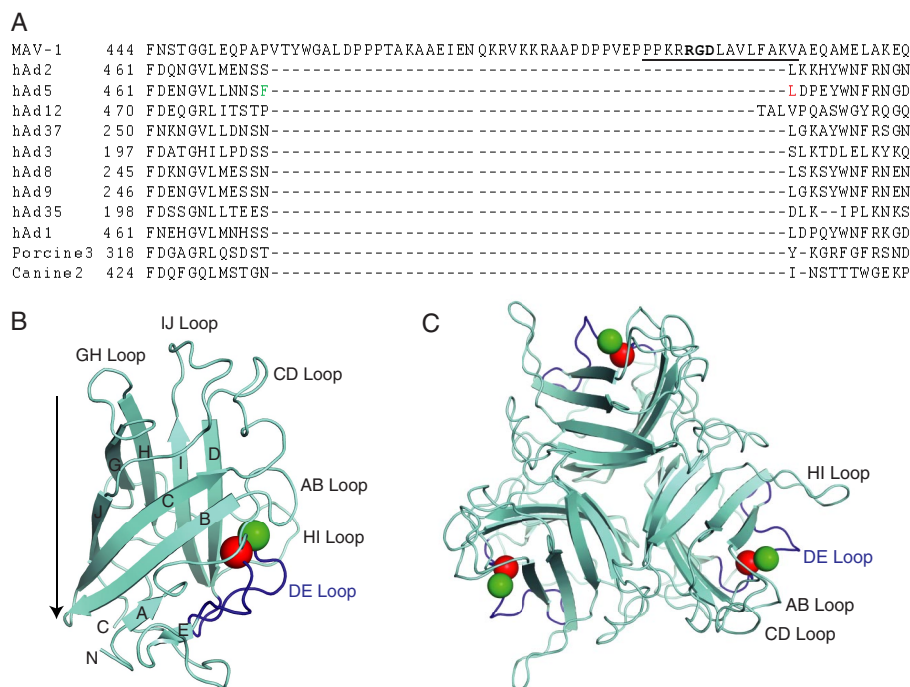 A
MAV-1 444 FNSTGGLEQPAPVTYWGALDPPPTAKAAEIENQKRVKKRAAPDPPVEPPPKRRGDLAVLFAKVAEQAMELAKEQ
hAd2 461 FDQNGVLMENSS--------------------------------------------------LKKHYWNFRNGN
hAd5 461 FDENGVLLNNSF--------------------------------------------------LDPEYWNFRNGD
hAd12 470 FDEQGRLITSTP-----------------------------------------------TALVPQASWGYRQGQ
hAd37 250 FNKNGVLLDNSN--------------------------------------------------LGKAYWNFRSGN
hAd3 197 FDATGHILPDSS--------------------------------------------------SLKTDLELKYKQ
hAd8 245 FDKNGVLMESSN--------------------------------------------------LSKSYWNFRNEN
hAd9 246 FDENGVLMESSN--------------------------------------------------LGKSYWNFRNEN
hAd35 198 FDSSGNLLTEES--------------------------------------------------DLK--IPLKNKS
hAd1 461 FNEHGVLMNHSS--------------------------------------------------LDPQYWNFRKGD
Porcine3 318 FDGAGRLQSDST--------------------------------------------------Y-KGRFGFRSND
Canine2 424 FDQFGQLMSTGN--------------------------------------------------I-NSTTTWGEKP
B
IJ Loop
GH Loop
CD Loop
G
H
I
D
C
AB Loop
J
B
HI Loop
DE Loop
C
A
E
N
C
HI Loop
DE Loop
AB Loop
CD Loop